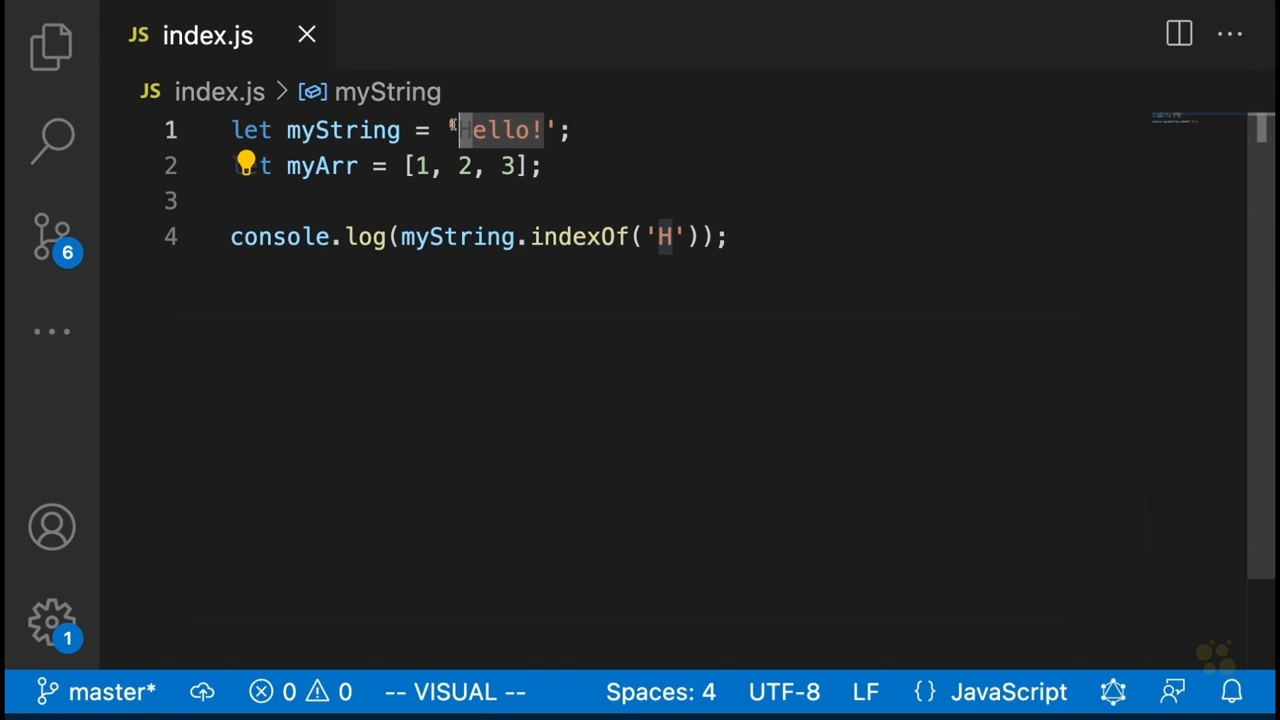 JS index.js
JS index.js > myString
1 let myString = 'Hello!';
2 let myArr = [1, 2, 3];
3
4 console.log(myString.indexOf('H'));
6
1
master* 0 0 -- VISUAL -- Spaces: 4 UTF-8 LF {} JavaScript